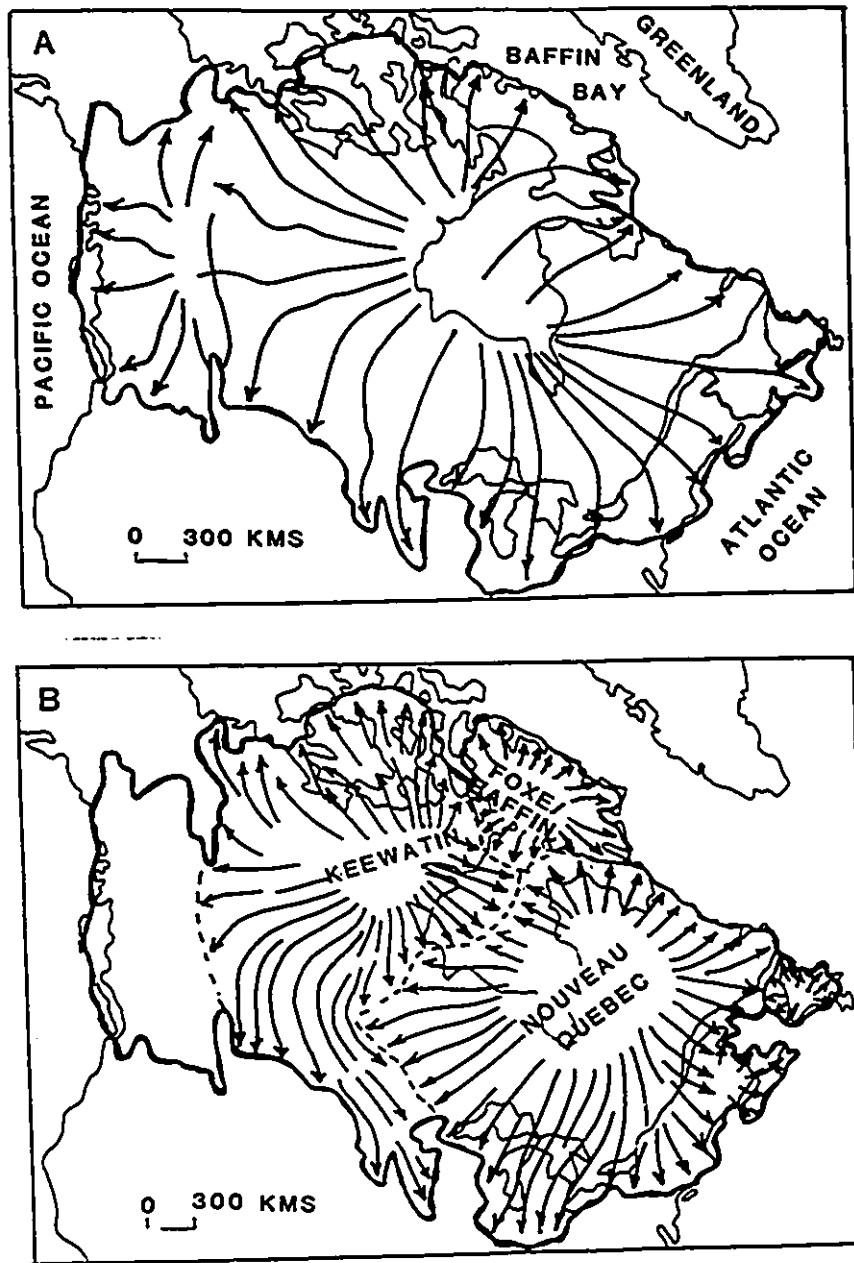 A
BAFFIN
BAY
GREENLAND
PACIFIC OCEAN
ATLANTIC
OCEAN
0 300 KMS
B
FOXE/
BAFFIN
KEEWATIN
NOUVEAU
QUEBEC
0 300 KMS